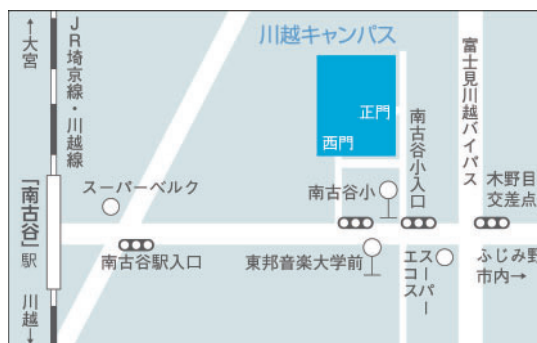 ↑大宮
JR埼京線・川越線
「南古谷」駅
川越↓
川越キャンパス
正門
西門
南古谷小入口
富士見川越バイパス
スーパーベルク
南古谷小
木野目
交差点
南古谷駅入口
東邦音楽大学前
エコス
スーパー
ふじみ野
市内→